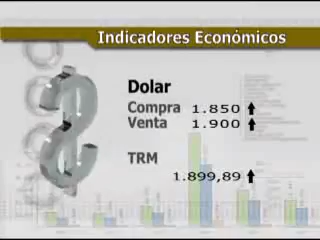 Indicadores Económicos
Dolar
Compra 1.850
Venta 1.900
TRM
1.899,89